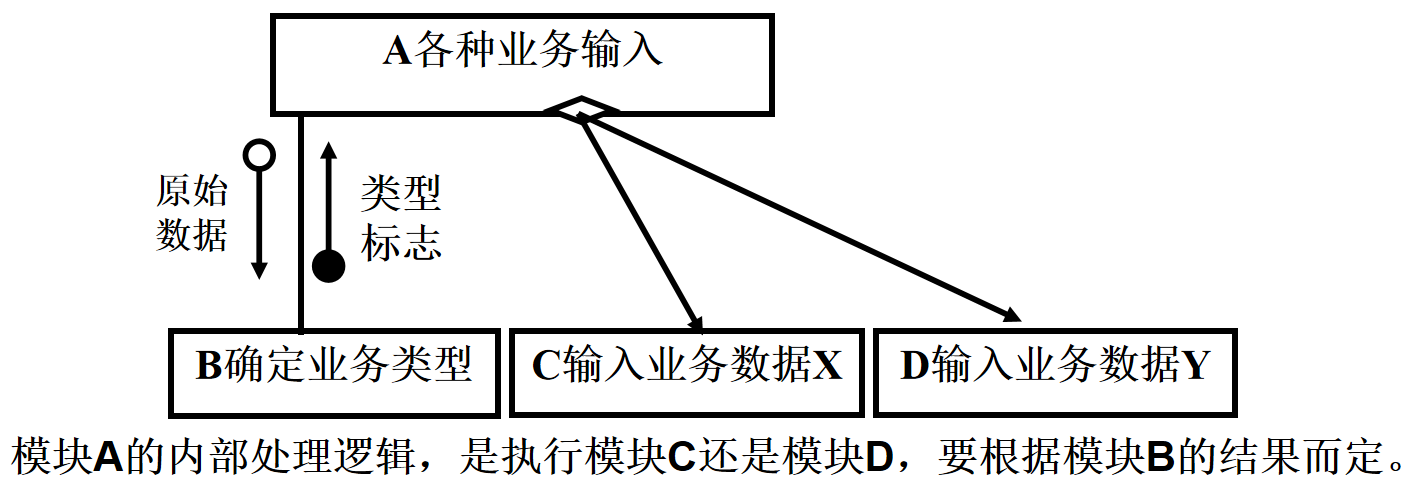 A各种业务输入
原始
数据
类型
标志
B确定业务类型
C输入业务数据X
D输入业务数据Y
模块A的内部处理逻辑，是执行模块C还是模块D，要根据模块B的结果而定。